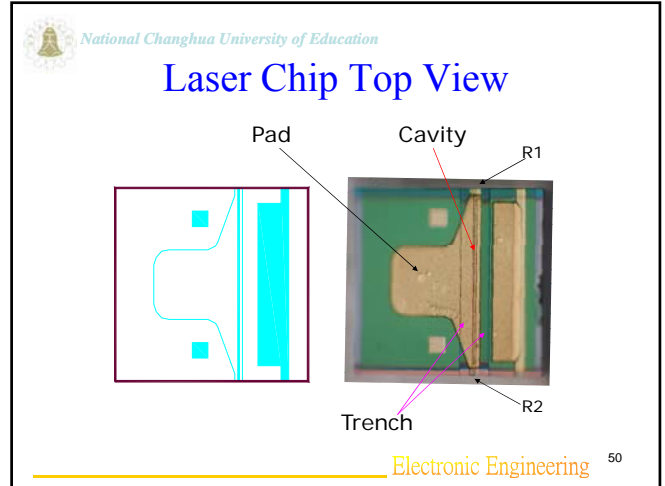 National Changhua University of Education
Laser Chip Top View
Pad
Cavity
R1
R2
Trench
Electronic Engineering
50